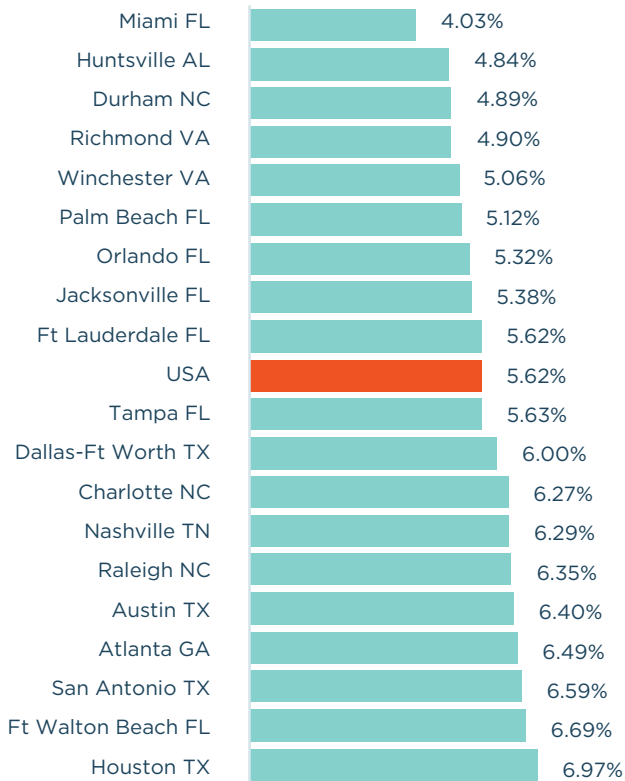 Miami FL 4.03%
Huntsville AL 4.84%
Durham NC 4.89%
Richmond VA 4.90%
Winchester VA 5.06%
Palm Beach FL 5.12%
Orlando FL 5.32%
Jacksonville FL 5.38%
Ft Lauderdale FL 5.62%
USA 5.62%
Tampa FL 5.63%
Dallas-Ft Worth TX 6.00%
Charlotte NC 6.27%
Nashville TN 6.29%
Raleigh NC 6.35%
Austin TX 6.40%
Atlanta GA 6.49%
San Antonio TX 6.59%
Ft Walton Beach FL 6.69%
Houston TX 6.97%